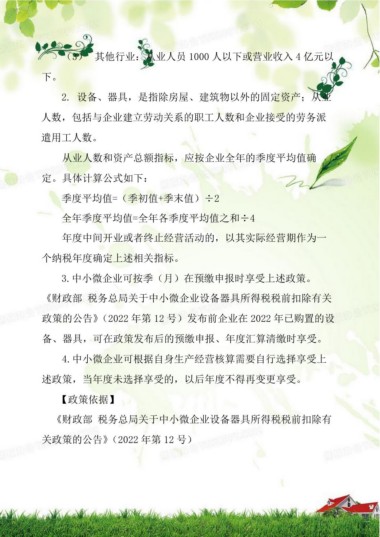 其他行业：从业人员 1000 人以下或营业收入 4 亿元以
下。
2. 设备、器具，是指除房屋、建筑物以外的固定资产；从业
人数，包括与企业建立劳动关系的职工人数和企业接受的劳务派
遣用工人数。
从业人数和资产总额指标，应按企业全年的季度平均值确
定。具体计算公式如下：
季度平均值=（季初值+季末值）÷2
全年季度平均值=全年各季度平均值之和÷4
年度中间开业或者终止经营活动的，以其实际经营期作为一
个纳税年度确定上述相关指标。
3.中小微企业可按季（月）在预缴申报时享受上述政策。
《财政部 税务总局关于中小微企业设备器具所得税税前扣除有关
政策的公告》（2022 年第 12 号）发布前企业在 2022 年已购置的设
备、器具，可在政策发布后的预缴申报、年度汇算清缴时享受。
4.中小微企业可根据自身生产经营核算需要自行选择享受上
述政策，当年度未选择享受的，以后年度不得再变更享受。
【政策依据】
《财政部 税务总局关于中小微企业设备器具所得税税前扣除有
关政策的公告》（2022 年第 12 号）